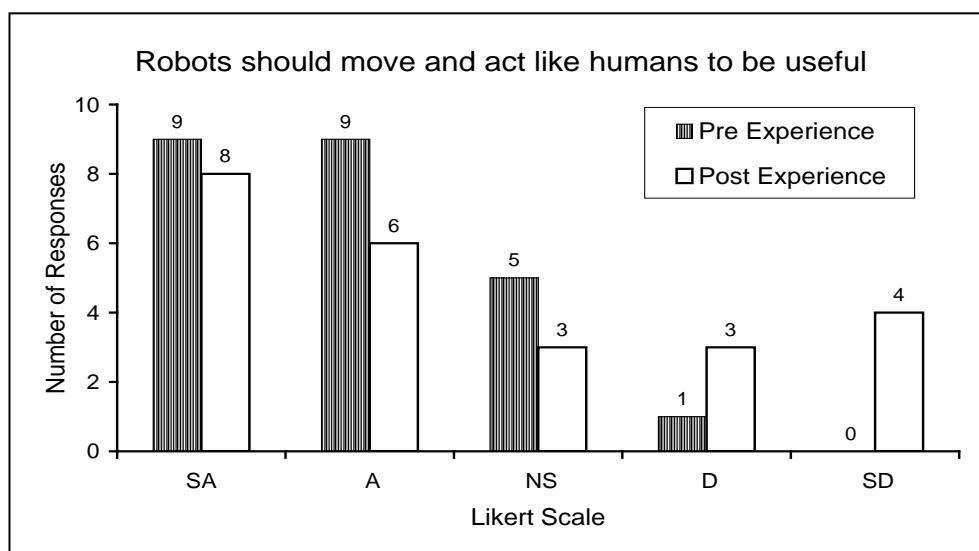 Robots should move and act like humans to be useful
Number of Responses
10
8
6
4
2
0
9
8
9
6
5
3
1
3
0
4
Pre Experience
Post Experience
SA A NS D SD
Likert Scale